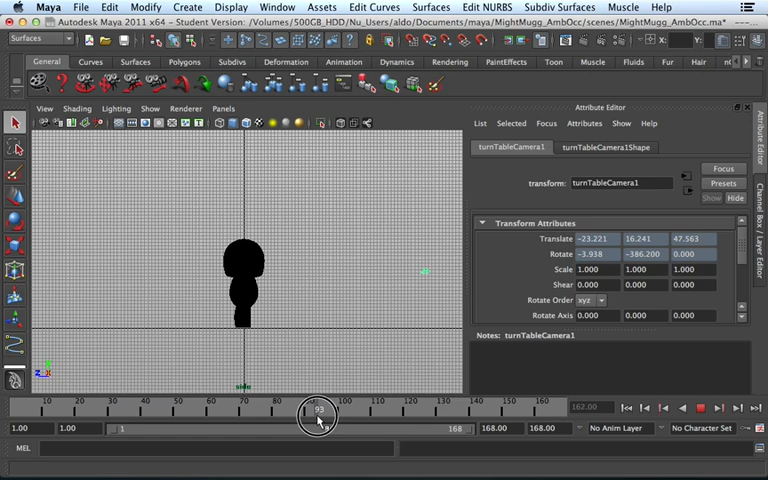 Maya File Edit Modify Create Display Window Assets Edit Curves Surfaces Edit NURBS Subdiv Surfaces Muscle Help
Autodesk Maya 2011 x64 - Student Version: /Volumes/500GB_HDD/Nu_Users/aldo/Documents/maya/MightMugg_AmbOcc/scenes/MightMugg_AmbOcc.ma* ---
Surfaces X: Y:
General Curves Surfaces Polygons Subdivs Deformation Animation Dynamics Rendering PaintEffects Toon Muscle Fluids Fur Hair
View Shading Lighting Show Renderer Panels
Attribute Editor
List Selected Focus Attributes Show Help
turnTableCamera1 turnTableCamera1Shape
transform: turnTableCamera1
Focus
Presets
Show Hide
Transform Attributes
Translate -23.221 16.241 47.563
Rotate -3.938 -386.200 0.000
Scale 1.000 1.000 1.000
Shear 0.000 0.000 0.000
Rotate Order xyz
Rotate Axis 0.000 0.000 0.000
Notes: turnTableCamera1
Attribute Editor
Channel Box / Layer Editor
z x
side
10 20 30 40 50 60 70 80 93 100 110 120 130 140 150 160 162.00
1.00 1.00 1 168 168.00 168.00 No Anim Layer No Character Set
MEL